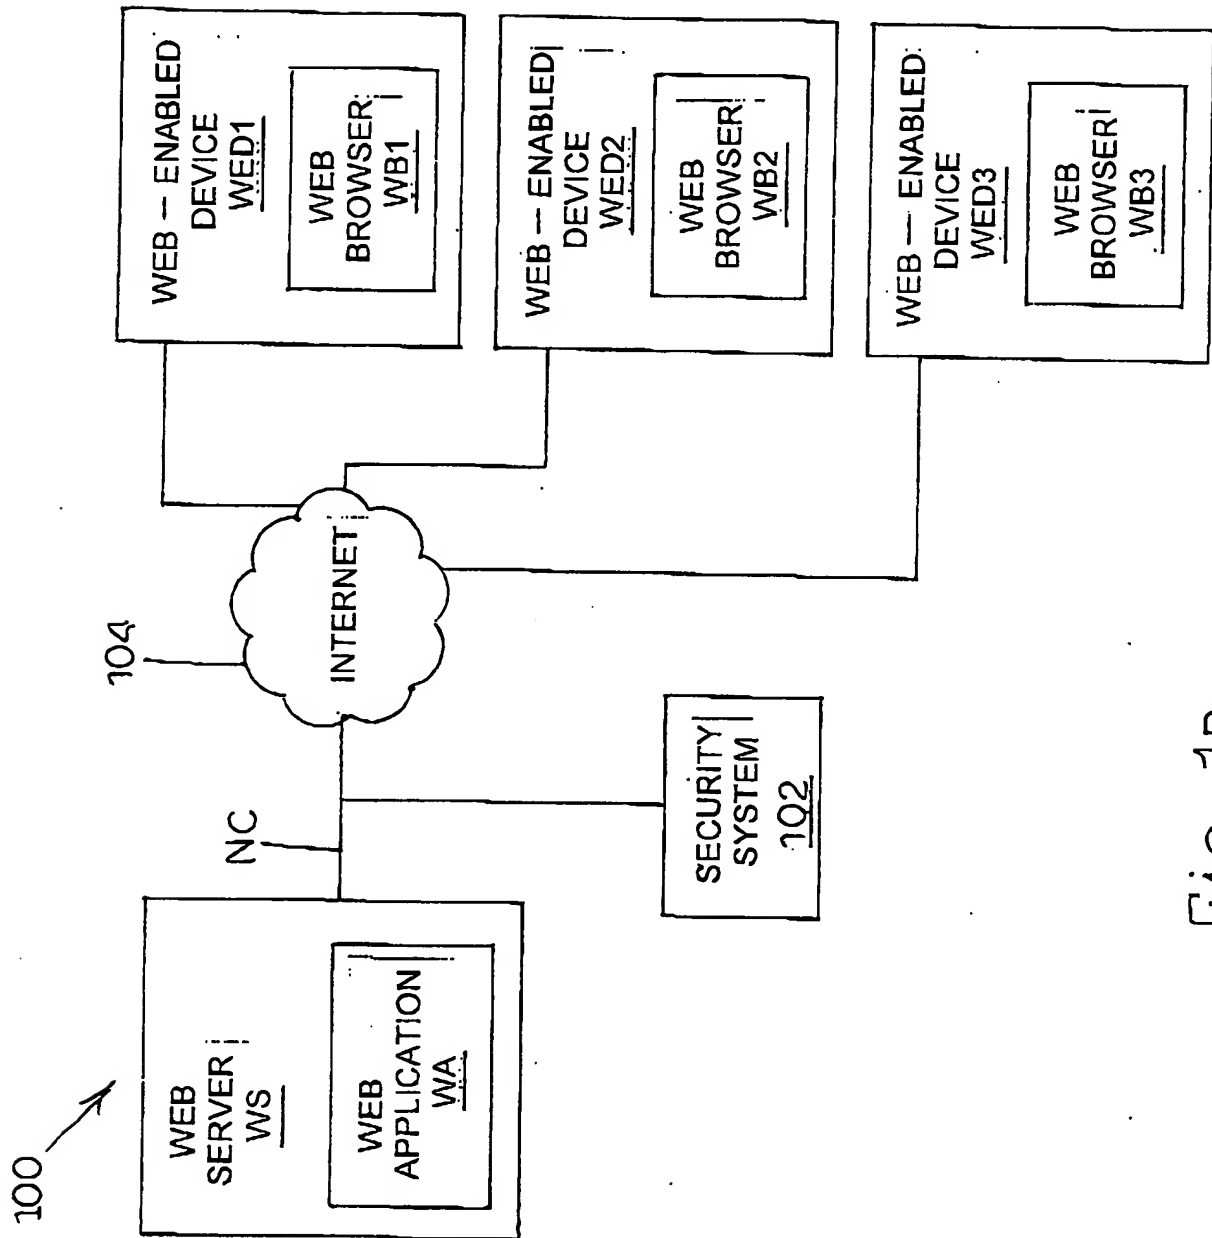 100
WEB
SERVER
WS
WEB
APPLICATION
WA
NC
SECURITY
SYSTEM
102
104
INTERNET
WEB — ENABLED
DEVICE
WED1
WEB
BROWSER
WB1
WEB — ENABLED
DEVICE
WED2
WEB
BROWSER
WB2
WEB — ENABLED
DEVICE
WED3
WEB
BROWSER
WB3